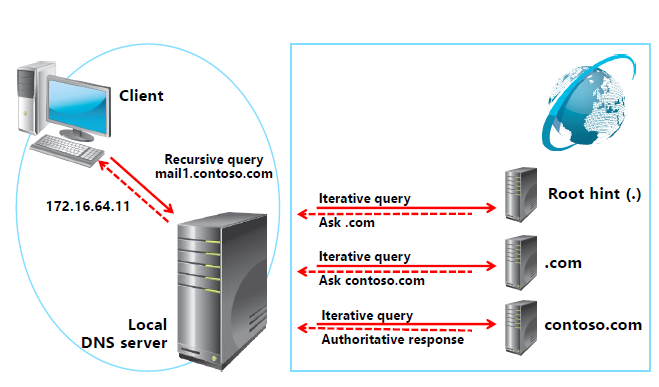 Client
Recursive query
mail1.contoso.com
172.16.64.11
Local
DNS server
Iterative query
Ask .com
Root hint (.)
Iterative query
Ask contoso.com
.com
Iterative query
Authoritative response
contoso.com